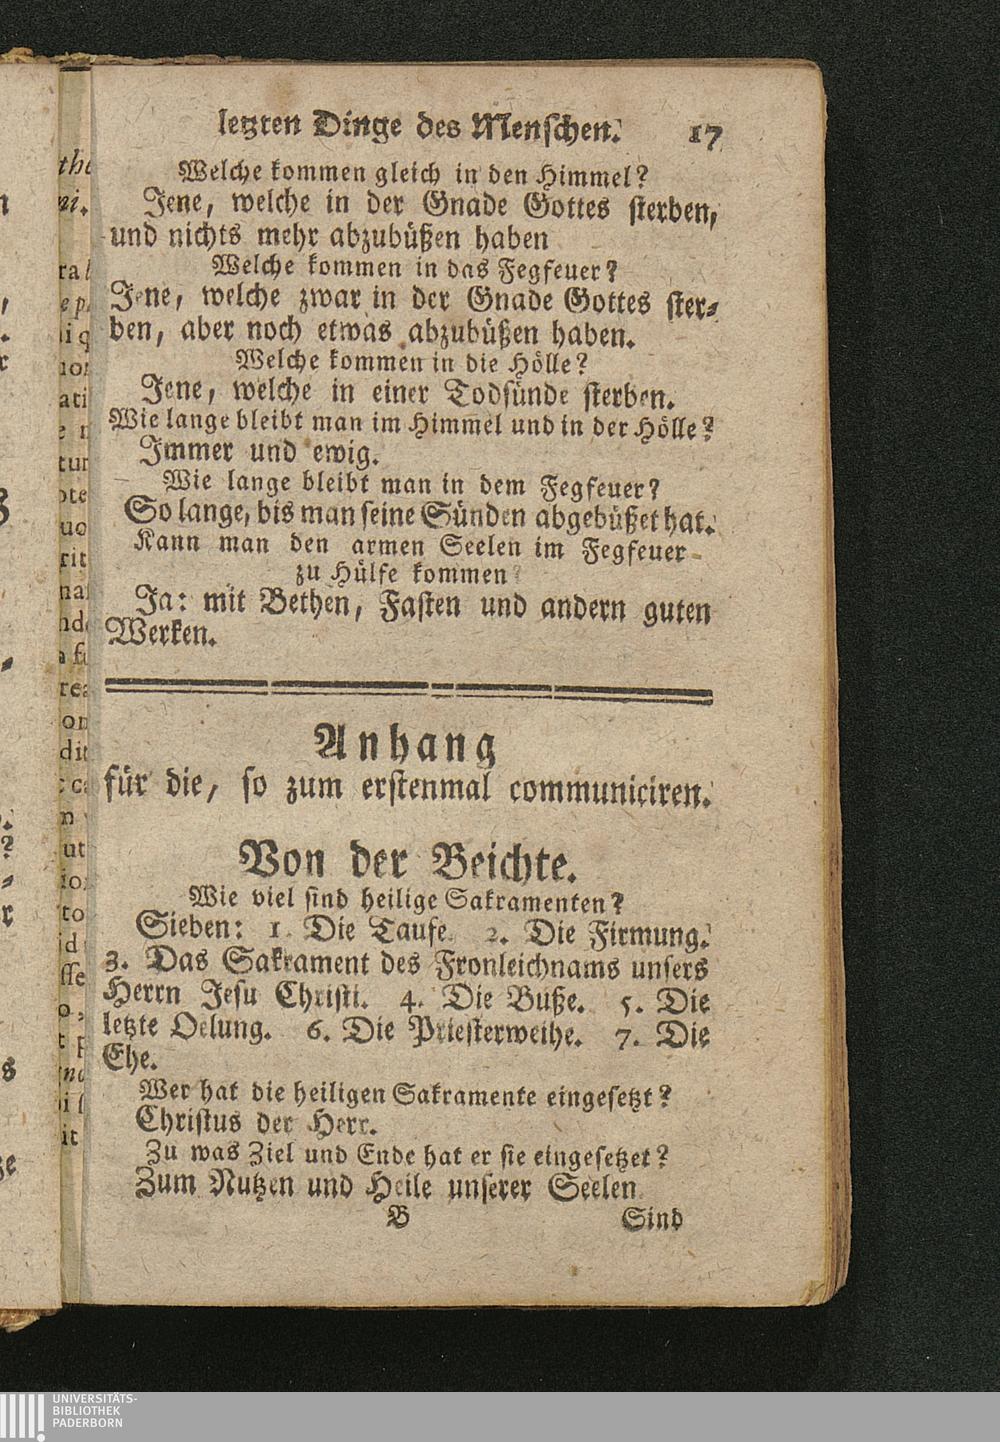 letzten Dinge des Menschen. 17
Welche kommen gleich in den Himmel?
Jene, welche in der Gnade Gottes sterben,
und nichts mehr abzubüßen haben
Welche kommen in das Fegfeuer?
Jene, welche zwar in der Gnade Gottes ster-
ben, aber noch etwas abzubüßen haben.
Welche kommen in die Hölle?
Jene, welche in einer Todsünde sterben.
Wie lange bleibt man im Himmel und in der Hölle?
Immer und ewig.
Wie lange bleibt man in dem Fegfeuer?
So lange, bis man seine Sünden abgebüßet hat.
Kann man den armen Seelen im Fegfeuer
zu Hülfe kommen?
Ja: mit Bethen, Fasten und andern guten
Werken.
Anhang
für die, so zum erstenmal communiciren.
Von der Beichte.
Wie viel sind heilige Sakramenten?
Sieben: 1. Die Taufe. 2. Die Firmung.
3. Das Sakrament des Fronleichnams unsers
Herrn Jesu Christi. 4. Die Buße. 5. Die
letzte Oelung. 6. Die Priesterweihe. 7. Die
Ehe.
Wer hat die heiligen Sakramente eingesetzt?
Christus der Herr.
Zu was Ziel und Ende hat er sie eingesetzet?
Zum Nutzen und Heile unserer Seelen
B Sind
UNIVERSITÄTS-
BIBLIOTHEK
PADERBORN